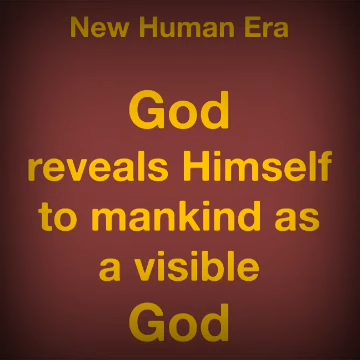 New Human Era
God
reveals Himself
to mankind as
a visible
God